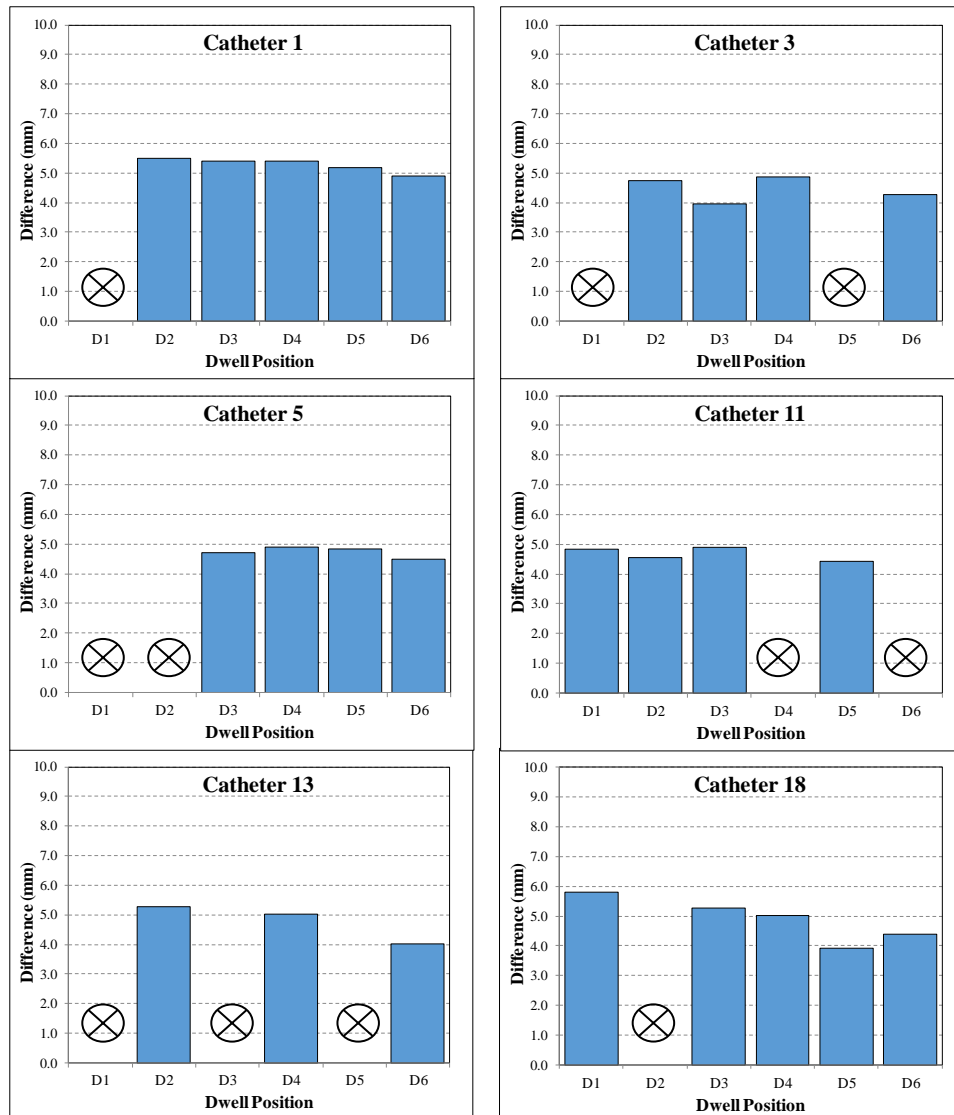 Catheter 1
Difference (mm)
10.0
9.0
8.0
7.0
6.0
5.0
4.0
3.0
2.0
1.0
0.0
D1 D2 D3 D4 D5 D6
Dwell Position
Catheter 3
Difference (mm)
10.0
9.0
8.0
7.0
6.0
5.0
4.0
3.0
2.0
1.0
0.0
D1 D2 D3 D4 D5 D6
Dwell Position
Catheter 5
Difference (mm)
10.0
9.0
8.0
7.0
6.0
5.0
4.0
3.0
2.0
1.0
0.0
D1 D2 D3 D4 D5 D6
Dwell Position
Catheter 11
Difference (mm)
10.0
9.0
8.0
7.0
6.0
5.0
4.0
3.0
2.0
1.0
0.0
D1 D2 D3 D4 D5 D6
Dwell Position
Catheter 13
Difference (mm)
10.0
9.0
8.0
7.0
6.0
5.0
4.0
3.0
2.0
1.0
0.0
D1 D2 D3 D4 D5 D6
Dwell Position
Catheter 18
Difference (mm)
10.0
9.0
8.0
7.0
6.0
5.0
4.0
3.0
2.0
1.0
0.0
D1 D2 D3 D4 D5 D6
Dwell Position